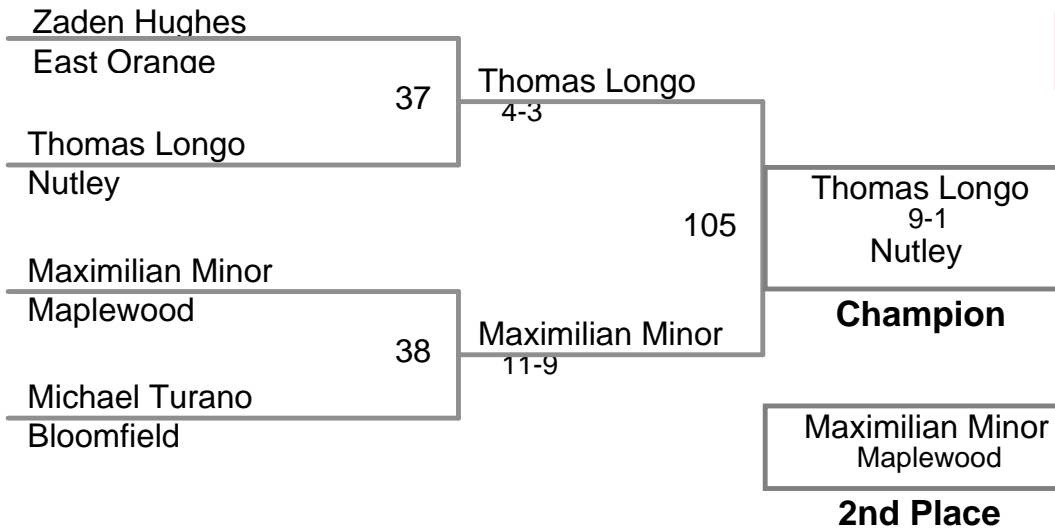 Zaden Hughes
East Orange
37
Thomas Longo
4-3
Thomas Longo
Nutley
105
Thomas Longo
9-1
Nutley
Champion
Maximilian Minor
Maplewood
38
Maximilian Minor
11-9
Michael Turano
Bloomfield
Maximilian Minor
Maplewood
2nd Place